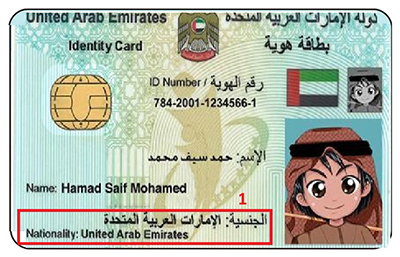 United Arab Emirates
دولة الإمارات العربية المتحدة
Identity Card
بطاقة هوية
ID Number / رقم الهوية
784-2001-1234566-1
الإسم: حمد سيف محمد
Name: Hamad Saif Mohamed
1
الجنسية: الإمارات العربية المتحدة
Nationality: United Arab Emirates